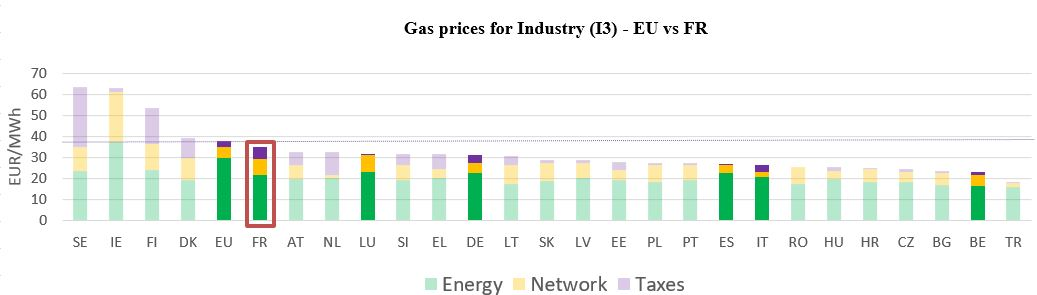 Gas prices for Industry (I3) - EU vs FR
EUR/MWh
70
60
50
40
30
20
10
0
SE IE FI DK EU FR AT NL LU SI EL DE LT SK LV EE PL PT ES IT RO HU HR CZ BG BE TR
Energy Network Taxes